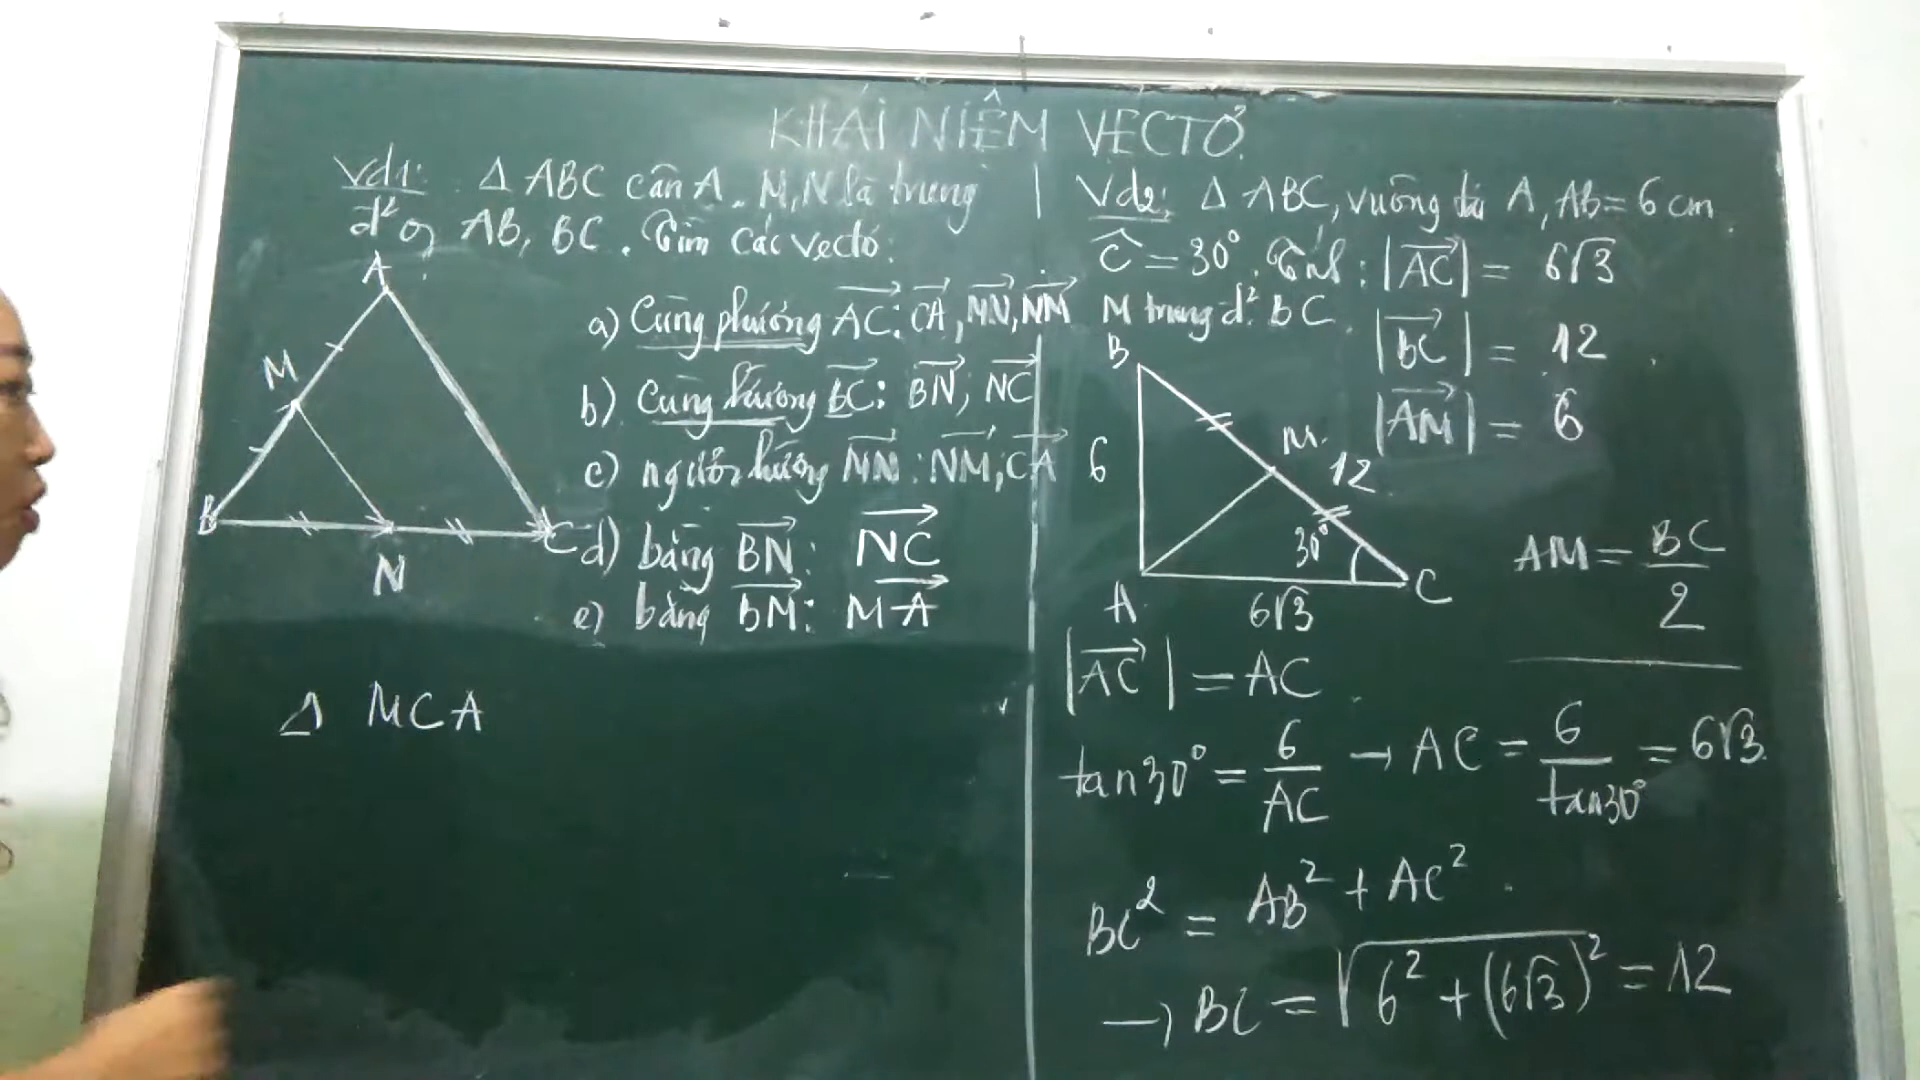 KHÁI NIỆM VECTƠ.
Vd1: Δ ABC cân A. M, N là trung
đ² of AB, BC. Tìm các vectơ:
a) Cùng phương AC: CA, MN, NM
b) Cùng hướng BC: BN; NC
c) ngược hướng MN: NM; CA
d) bằng BN: NC
e) bằng BM: MA
A
M
B
N
C
Δ MCA
Vd2: Δ ABC, vuông tại A, AB = 6 cm.
Ĉ = 30°. Tính: |AC| = 6√3
M trung đ² BC.
|BC| = 12
|AM| = 6
B
M
6
12
30°
A
6√3
C
AM = BC/2
|AC| = AC
tan30° = 6/AC → AC = 6/tan30° = 6√3.
BC² = AB² + AC²
→ BC = √6² + (6√3)² = 12